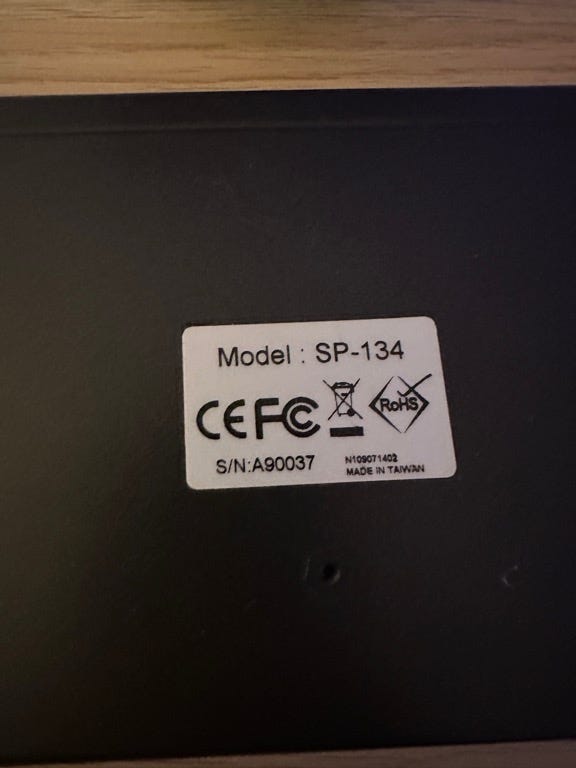 Model : SP-134
CE FC RoHS
S/N:A90037
N109071402
MADE IN TAIWAN